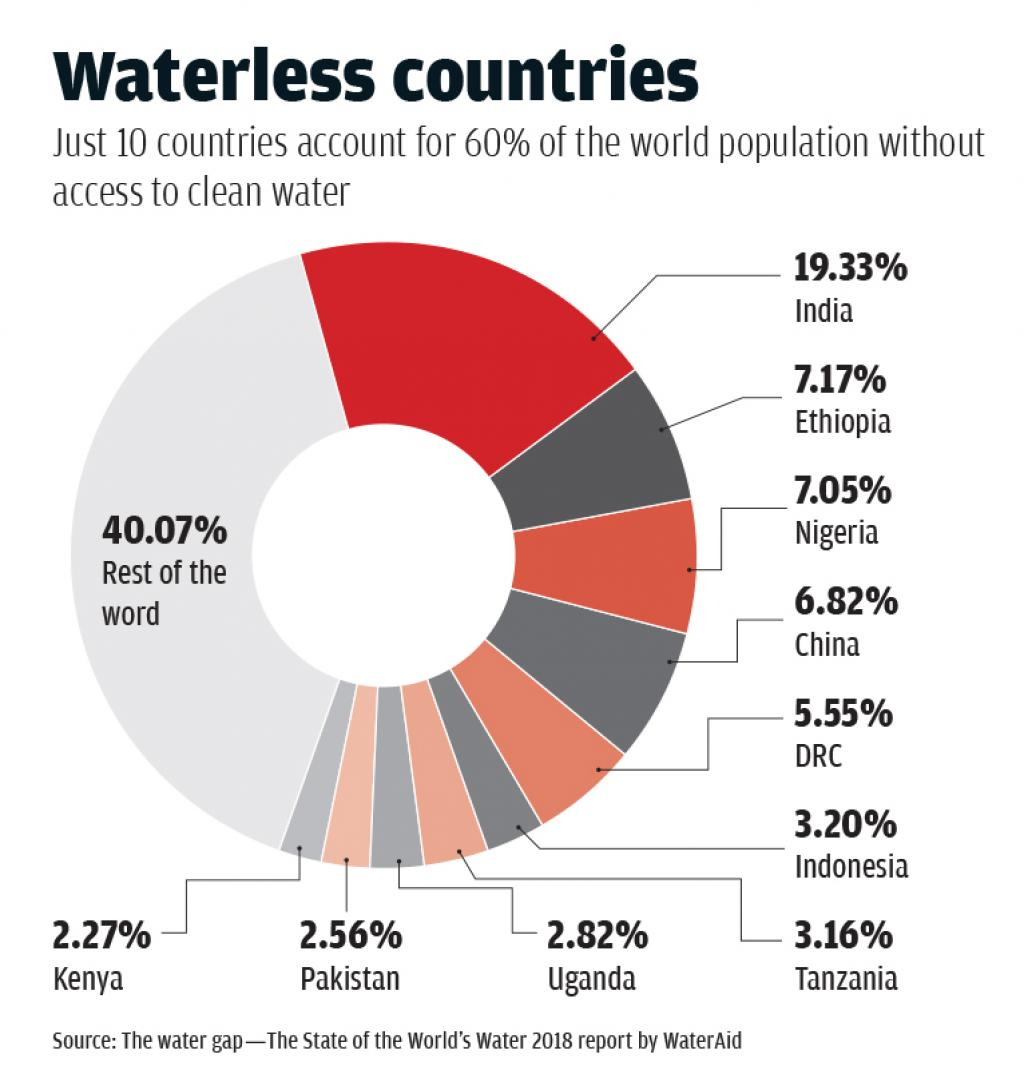 Waterless countries
Just 10 countries account for 60% of the world population without
access to clean water
19.33%
India
7.17%
Ethiopia
7.05%
Nigeria
6.82%
China
5.55%
DRC
3.20%
Indonesia
3.16%
Tanzania
2.82%
Uganda
2.56%
Pakistan
2.27%
Kenya
40.07%
Rest of the
word
Source: The water gap—The State of the World's Water 2018 report by WaterAid